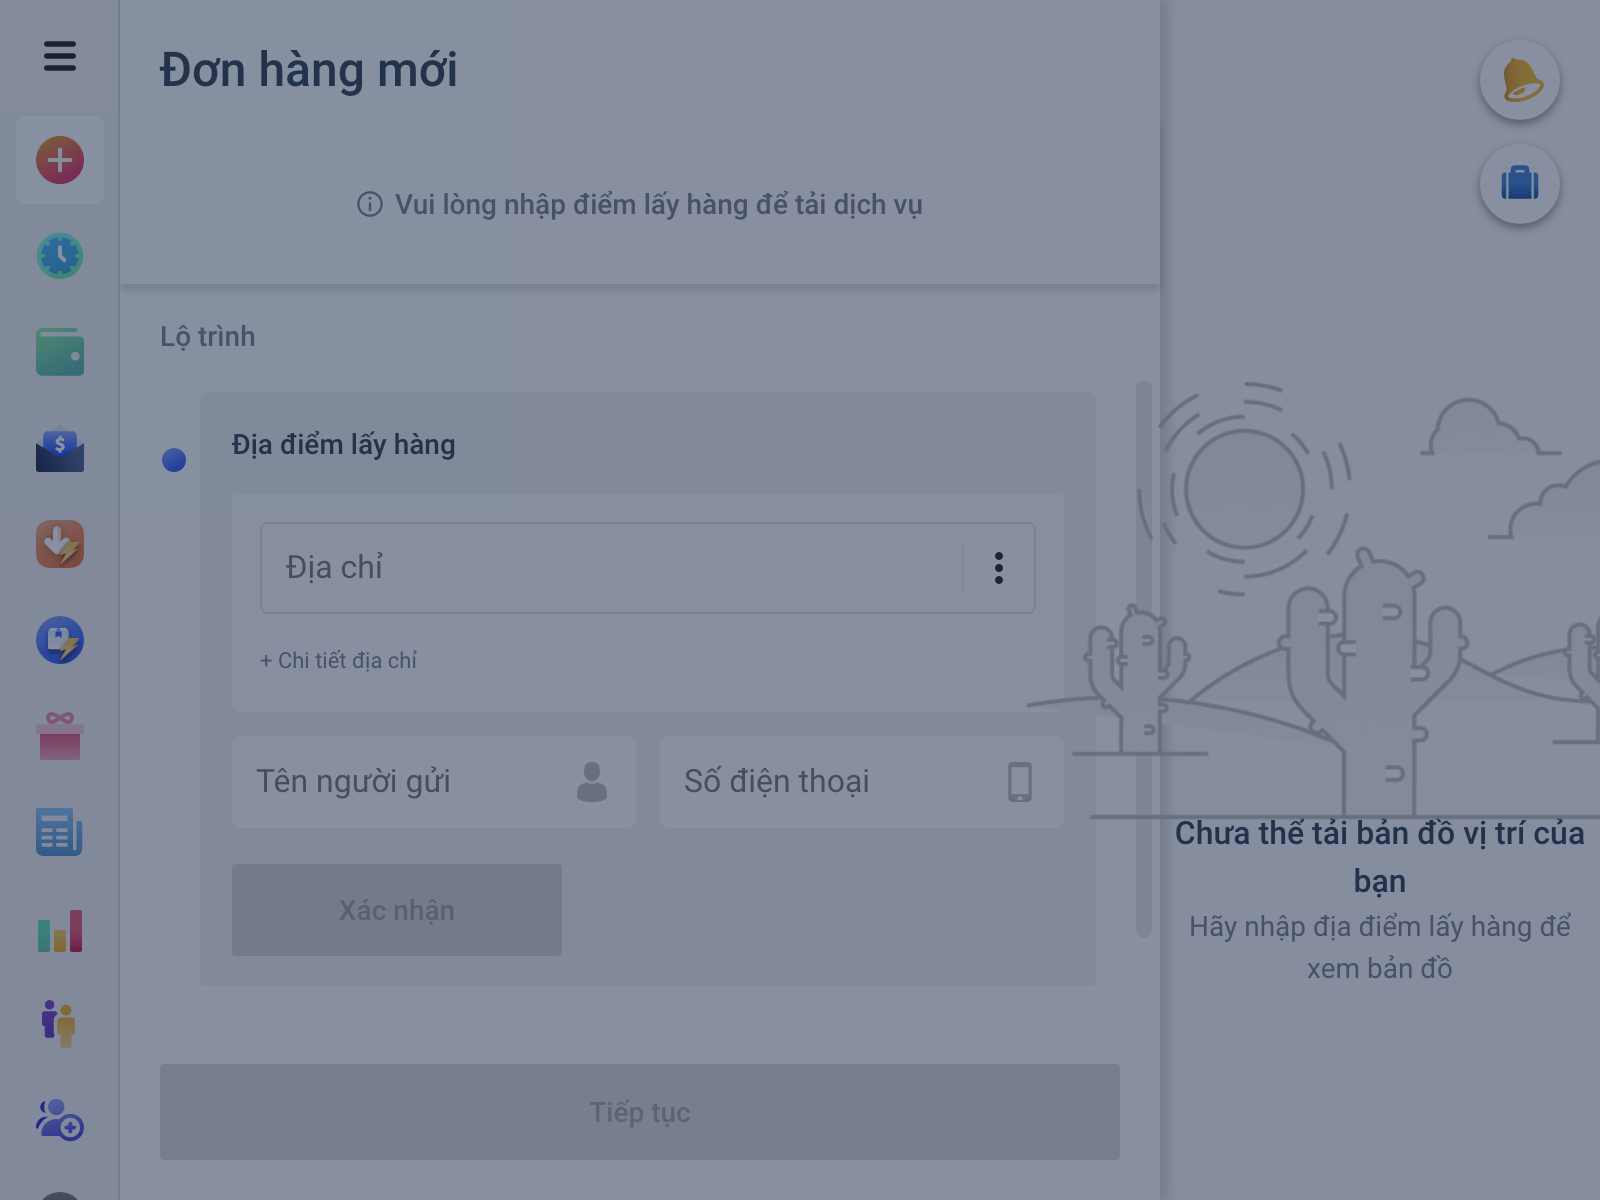 Đơn hàng mới
Vui lòng nhập điểm lấy hàng để tải dịch vụ
Lộ trình
Địa điểm lấy hàng
Địa chỉ
+ Chi tiết địa chỉ
Tên người gửi
Số điện thoại
Xác nhận
Tiếp tục
Chưa thể tải bản đồ vị trí của
bạn
Hãy nhập địa điểm lấy hàng để
xem bản đồ
$